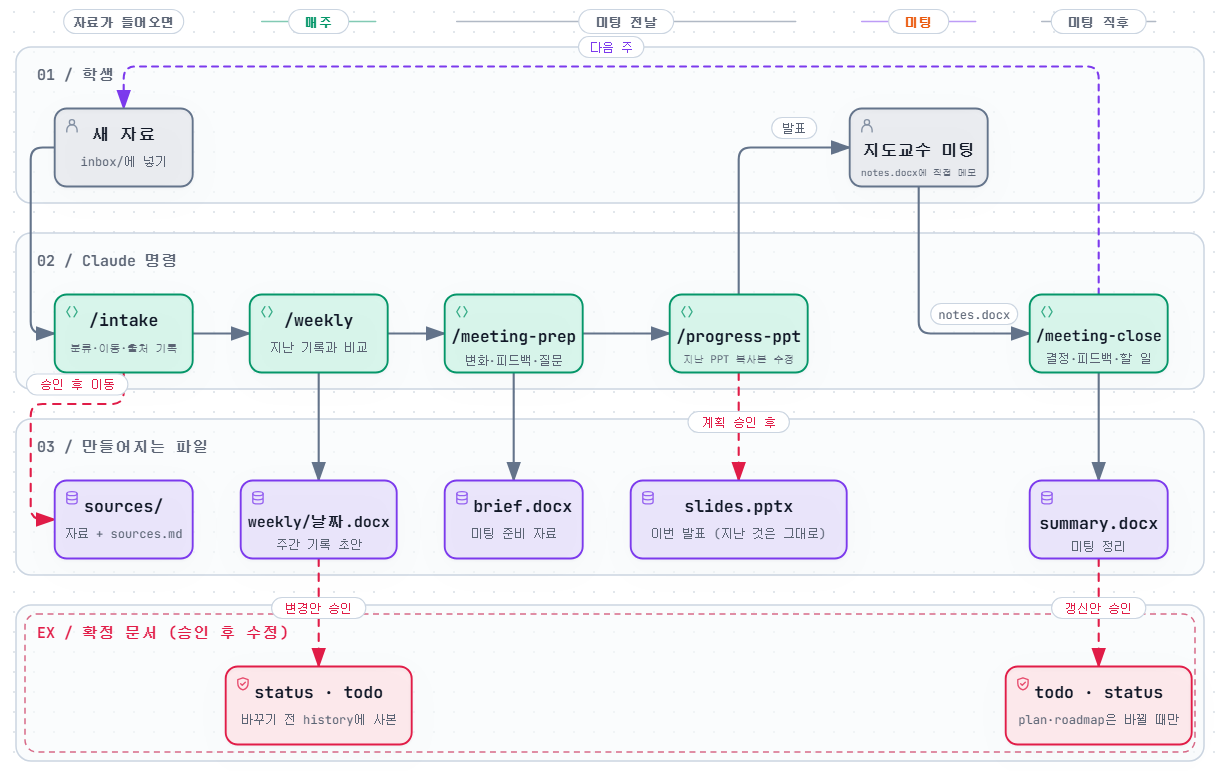 자료가 들어오면
매주
미팅 전날
미팅
미팅 직후
다음 주
01 / 학생
새 자료
inbox/에 넣기
발표
지도교수 미팅
notes.docx에 직접 메모
02 / Claude 명령
/intake
분류·이동·출처 기록
/weekly
지난 기록과 비교
/meeting-prep
변화·피드백·질문
/progress-ppt
지난 PPT 복사본 수정
notes.docx
/meeting-close
결정·피드백·할 일
승인 후 이동
계획 승인 후
03 / 만들어지는 파일
sources/
자료 + sources.md
weekly/날짜.docx
주간 기록 초안
brief.docx
미팅 준비 자료
slides.pptx
이번 발표 (지난 것은 그대로)
summary.docx
미팅 정리
변경안 승인
갱신안 승인
EX / 확정 문서 (승인 후 수정)
status · todo
바꾸기 전 history에 사본
todo · status
plan·roadmap은 바뀔 때만